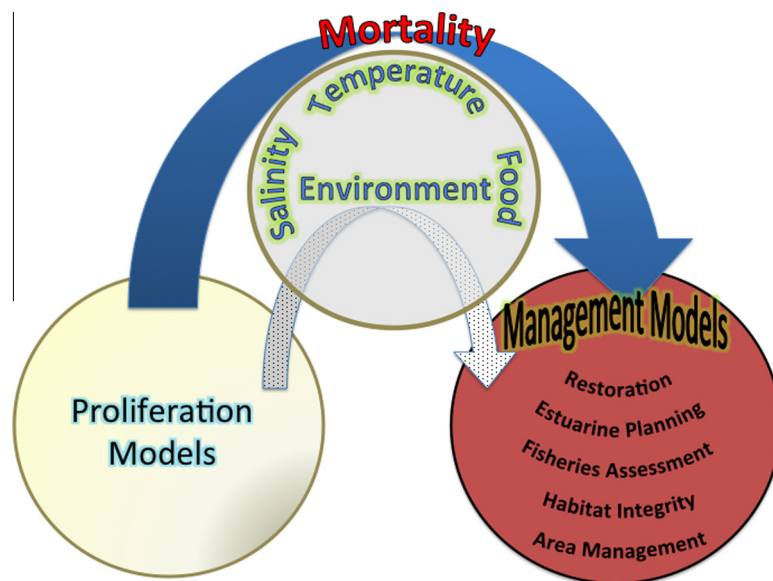 Mortality
Temperature
Salinity
Food
Environment
Proliferation
Models
Management Models
Restoration
Estuarine Planning
Fisheries Assessment
Habitat Integrity
Area Management